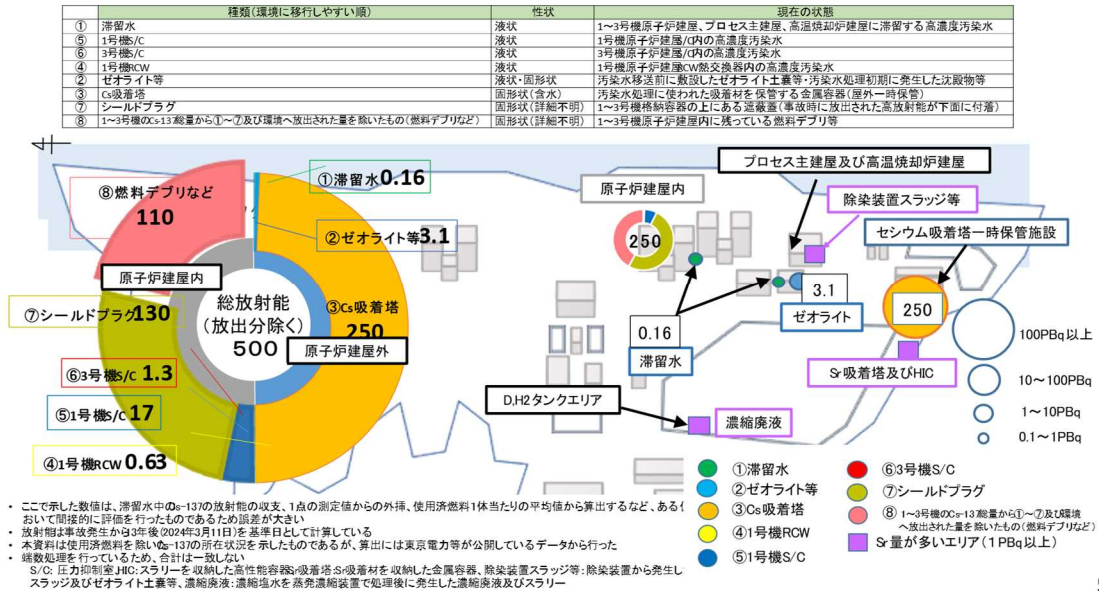 種類(環境に移行しやすい順) 性状 現在の状態
① 滞留水 液状 1~3号機原子炉建屋、プロセス主建屋、高温焼却炉建屋に滞留する高濃度汚染水
⑤ 1号機S/C 液状 1号機原子炉建屋S/C内の高濃度汚染水
⑥ 3号機S/C 液状 3号機原子炉建屋S/C内の高濃度汚染水
④ 1号機RCW 液状 1号機原子炉建屋RCW熱交換器内の高濃度汚染水
② ゼオライト等 液状・固形状 汚染水移送前に敷設したゼオライト土嚢等・汚染水処理初期に発生した沈殿物等
③ Cs吸着塔 固形状(含水) 汚染水処理に使われた吸着材を保管する金属容器(屋外一時保管)
⑦ シールドプラグ 固形状(詳細不明) 1~3号機格納容器の上にある遮蔽蓋(事故時に放出された高放射能が下面に付着)
⑧ 1~3号機のCs-137総量から①~⑦及び環境へ放出された量を除いたもの(燃料デブリなど) 固形状(詳細不明) 1~3号機原子炉建屋内に残っている燃料デブリ等
プロセス主建屋及び高温焼却炉建屋
①滞留水0.16
⑧燃料デブリなど
110
原子炉建屋内
除染装置スラッジ等
②ゼオライト等3.1
250
セシウム吸着塔一時保管施設
原子炉建屋内
総放射能
(放出分除く)
500
③Cs吸着塔
250
3.1
ゼオライト
250
⑦シールドプラグ130
原子炉建屋外
0.16
滞留水
100PBq以上
⑥3号機S/C 1.3
Sr吸着塔及びHIC
10~100PBq
⑤1号機S/C 17
D,H2タンクエリア
濃縮廃液
1~10PBq
0.1~1PBq
④1号機RCW 0.63
①滞留水
②ゼオライト等
③Cs吸着塔
④1号機RCW
⑤1号機S/C
⑥3号機S/C
⑦シールドプラグ
⑧ 1~3号機のCs-137総量から①~⑦及び環境
へ放出された量を除いたもの(燃料デブリなど)
Sr量が多いエリア(1PBq以上)
• ここで示した数値は、滞留水中のCs-137の放射能の収支、1点の測定値からの外挿、使用済燃料1体当たりの平均値から算出するなど、ある仮
おいて間接的に評価を行ったものであるため誤差が大きい
• 放射能は事故発生から13年後(2024年3月11日)を基準日として計算している
• 本資料は使用済燃料を除いたCs-137の所在状況を示したものであるが、算出には東京電力等が公開しているデータから行った
• 端数処理を行っているため、合計は一致しない
S/C: 圧力抑制室、HIC:スラリーを収納した高性能容器、Sr吸着塔:Sr吸着材を収納した金属容器、除染装置スラッジ等:除染装置から発生し
スラッジ及びゼオライト土嚢等、濃縮廃液:濃縮塩水を蒸発濃縮装置で処理後に発生した濃縮廃液及びスラリー